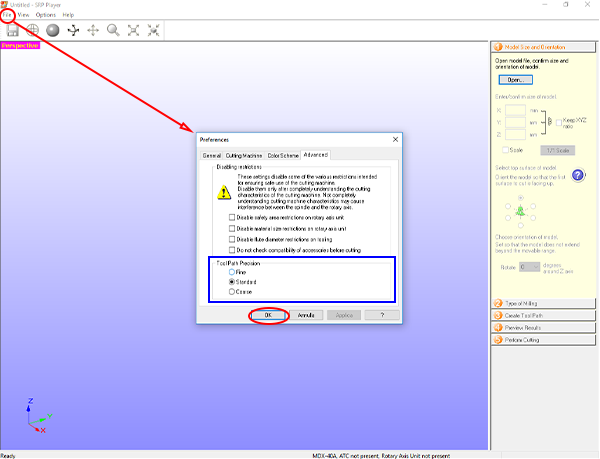 Untitled - SRP Player
File View Options Help
Perspective
Preferences
General Cutting Machine Color Scheme Advanced
Disabling restrictions
These settings disable some of the various restrictions intended
for ensuring safe use of the cutting machine.
Disable them only after completely understanding the cutting
characteristics of the cutting machine. Not completely
understanding cutting machine characteristics may cause
interference between the spindle and the rotary axis.
Disable safety area restrictions on rotary axis unit
Disable material size restrictions on rotary axis unit
Disable flute diameter restrictions on tooling
Do not check compatibility of accessories before cutting
Tool Path Precision
Fine
Standard
Coarse
OK Annulla Applica ?
Model Size and Orientation
Open model file, confirm size and
orientation of model.
Open...
Enter/confirm size of model.
X: mm
Y: mm
Z: mm
Keep XYZ
ratio
Scale 1/1 Scale
Select top surface of model.
Orient the model so that the first
surface to cut is facing up.
?
Choose orientation of model.
Set so that the model does not extend
beyond the movable range.
Rotate 0 degrees
around Z axis
Type of Milling
Create Tool Path
Preview Results
Perform Cutting
Z
Y
X
Ready
MDX-40A, ATC not present, Rotary Axis Unit not present